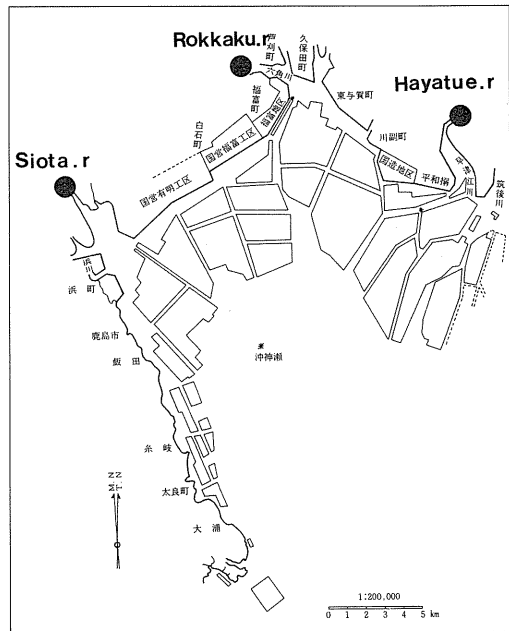 Rokkaku.r
Hayatue.r
Siota.r
芦刈町
久保田町
六角川
福富町
福富地区
東与賀町
白石町
国営福富工区
川副町
国造地区
平和搦
早津江川
筑後川
国営有明工区
浜川
浜町
鹿島市
飯田
沖神瀬
糸岐
太良町
大浦
M.N
T.N
1:200,000
0 1 2 3 4 5 km